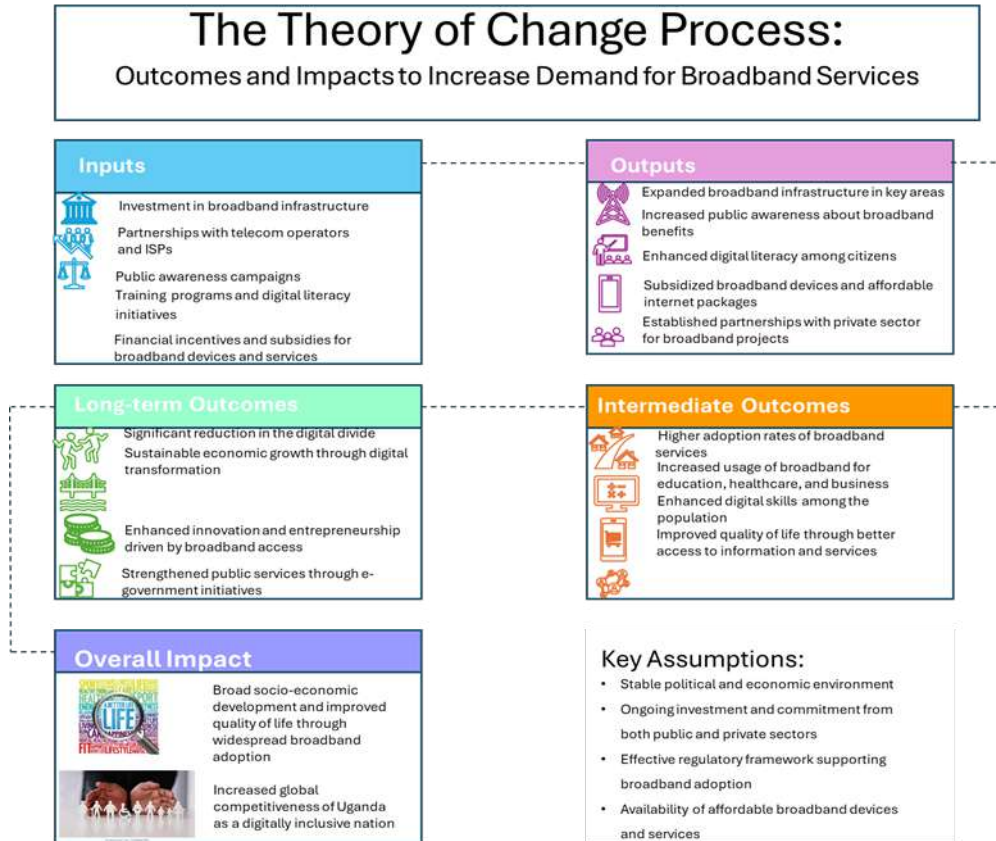 The Theory of Change Process:
Outcomes and Impacts to Increase Demand for Broadband Services
Inputs
Investment in broadband infrastructure
Partnerships with telecom operators
and ISPs
Public awareness campaigns
Training programs and digital literacy
initiatives
Financial incentives and subsidies for
broadband devices and services
Outputs
Expanded broadband infrastructure in key areas
Increased public awareness about broadband
benefits
Enhanced digital literacy among citizens
Subsidized broadband devices and affordable
internet packages
Established partnerships with private sector
for broadband projects
Long-term Outcomes
Significant reduction in the digital divide
Sustainable economic growth through digital
transformation
Enhanced innovation and entrepreneurship
driven by broadband access
Strengthened public services through e-
government initiatives
Intermediate Outcomes
Higher adoption rates of broadband
services
Increased usage of broadband for
education, healthcare, and business
Enhanced digital skills among the
population
Improved quality of life through better
access to information and services
Overall Impact
LIFE
Broad socio-economic
development and improved
quality of life through
widespread broadband
adoption
Increased global
competitiveness of Uganda
as a digitally inclusive nation
Key Assumptions:
• Stable political and economic environment
• Ongoing investment and commitment from
both public and private sectors
• Effective regulatory framework supporting
broadband adoption
• Availability of affordable broadband devices
and services